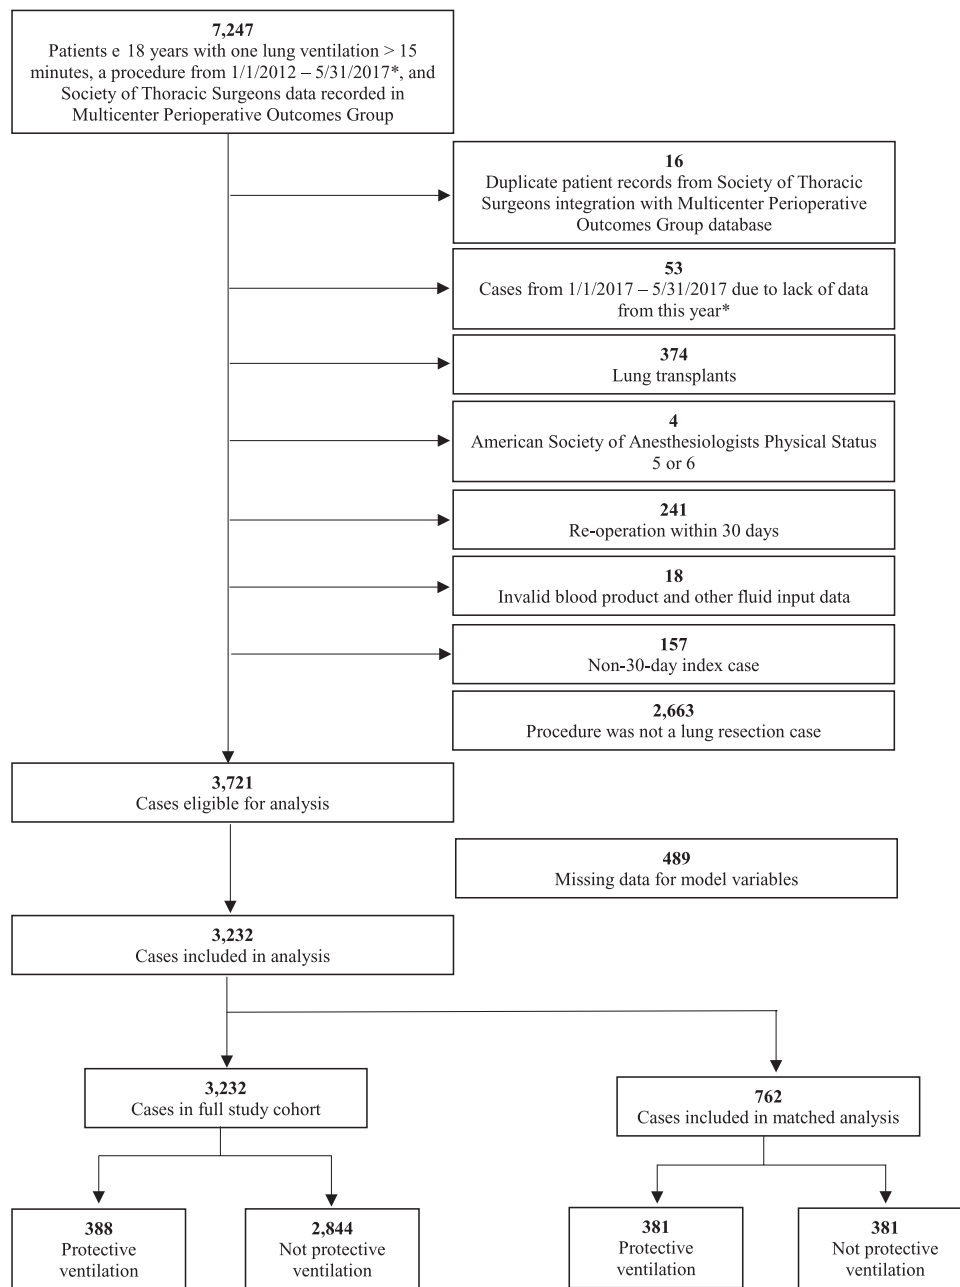 7,247
Patients e 18 years with one lung ventilation > 15
minutes, a procedure from 1/1/2012 – 5/31/2017*, and
Society of Thoracic Surgeons data recorded in
Multicenter Perioperative Outcomes Group
16
Duplicate patient records from Society of Thoracic
Surgeons integration with Multicenter Perioperative
Outcomes Group database
53
Cases from 1/1/2017 – 5/31/2017 due to lack of data
from this year*
374
Lung transplants
4
American Society of Anesthesiologists Physical Status
5 or 6
241
Re-operation within 30 days
18
Invalid blood product and other fluid input data
157
Non-30-day index case
2,663
Procedure was not a lung resection case
3,721
Cases eligible for analysis
489
Missing data for model variables
3,232
Cases included in analysis
3,232
Cases in full study cohort
762
Cases included in matched analysis
388
Protective
ventilation
2,844
Not protective
ventilation
381
Protective
ventilation
381
Not protective
ventilation